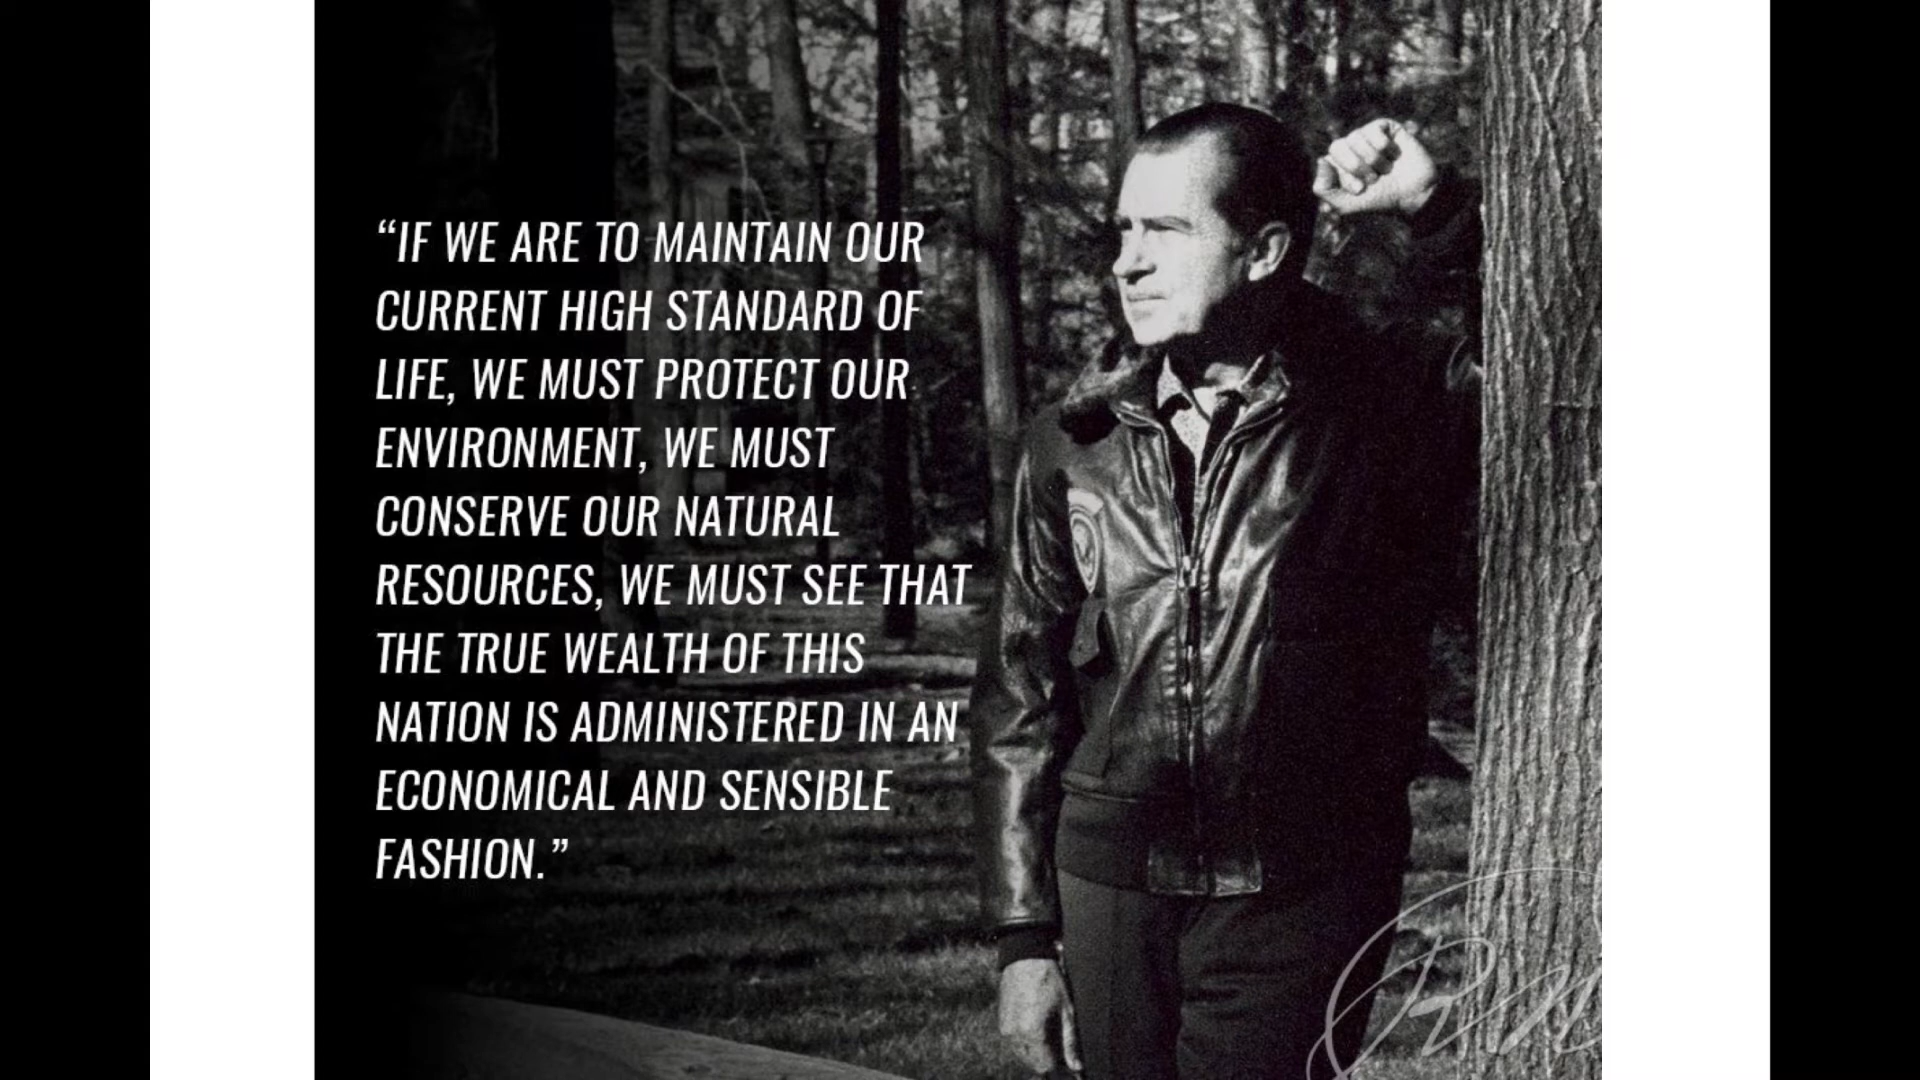 “IF WE ARE TO MAINTAIN OUR
CURRENT HIGH STANDARD OF
LIFE, WE MUST PROTECT OUR
ENVIRONMENT, WE MUST
CONSERVE OUR NATURAL
RESOURCES, WE MUST SEE THAT
THE TRUE WEALTH OF THIS
NATION IS ADMINISTERED IN AN
ECONOMICAL AND SENSIBLE
FASHION.”